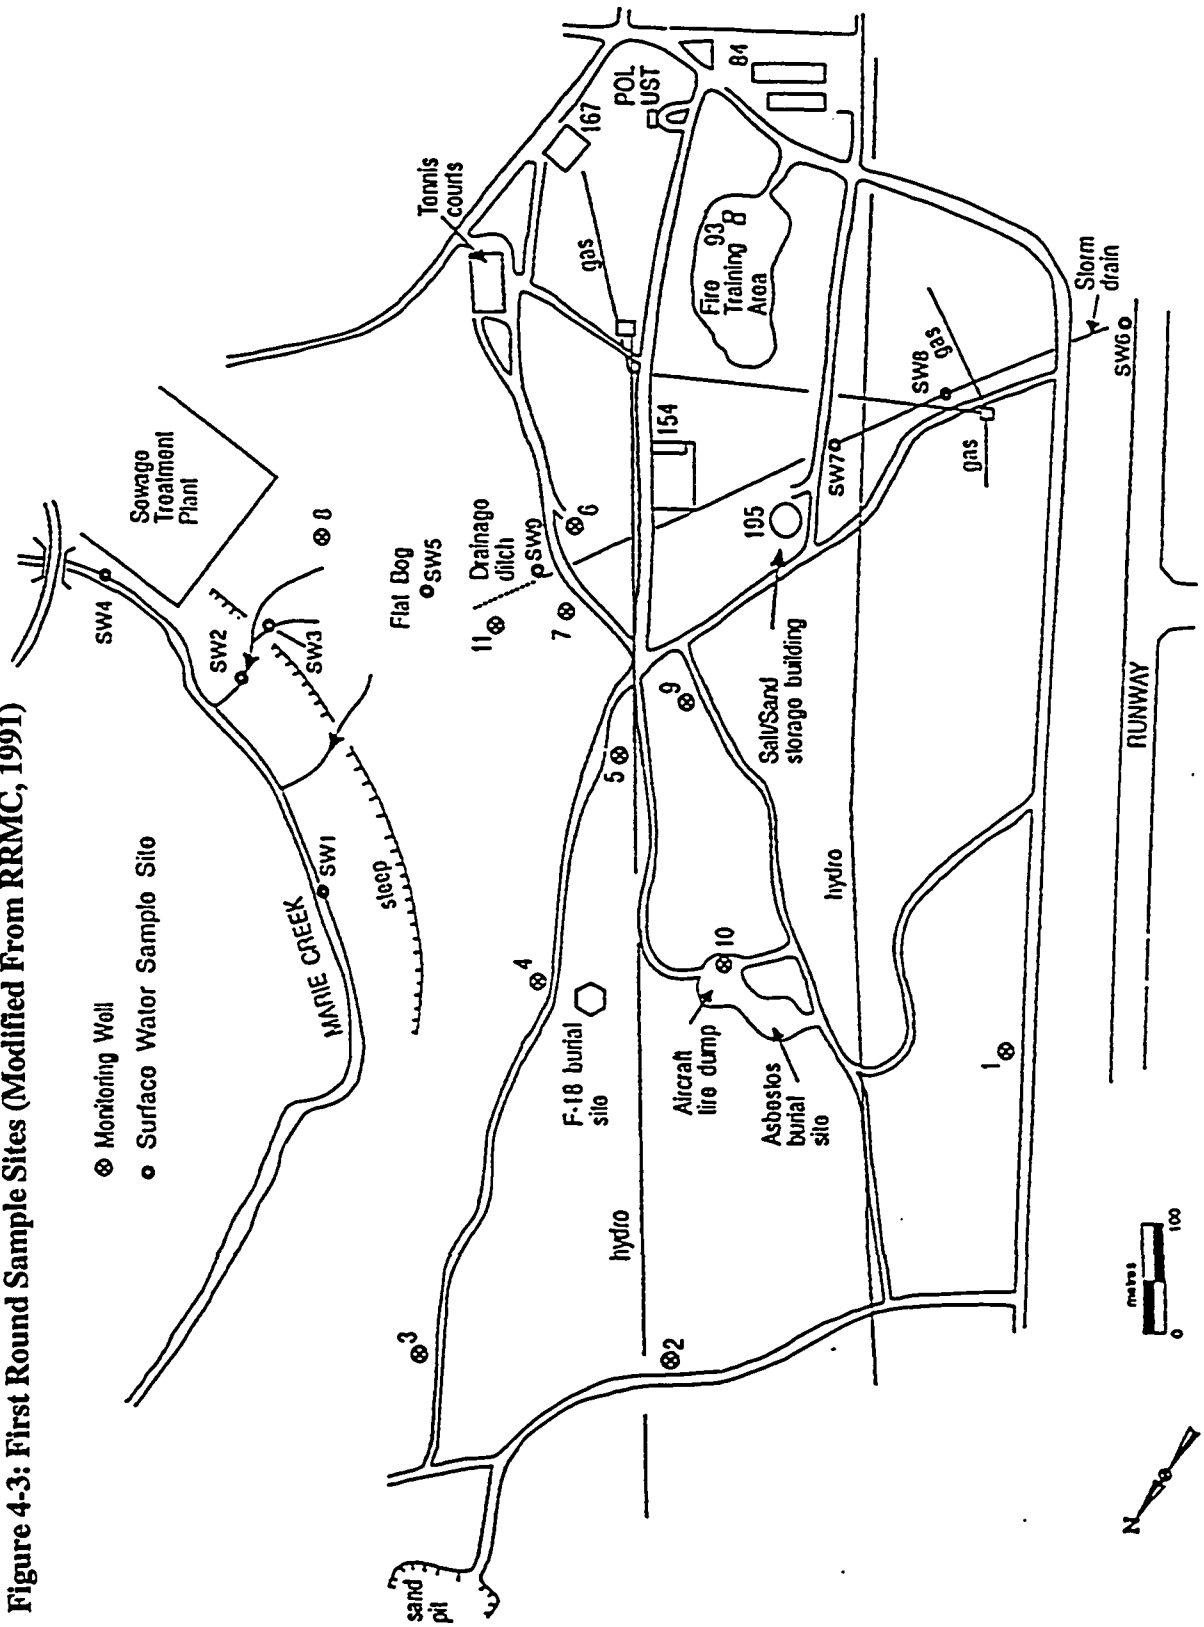 Figure 4-3: First Round Sample Sites (Modified From RRMC, 1991)
⊗ Monitoring Well
o Surface Water Sample Site
MARIE CREEK
SW1
steep
SW2
SW3
SW4
Sewage
Treatment
Plant
8
Flat Bog
SW5
Drainage
ditch
SW9
11
7
6
Tennis
courts
167
POL
UST
84
gas
Fire
Training
Area
93
154
195
Salt/Sand
storage building
SW7
SW8
gas
gas
Storm
drain
SW6
RUNWAY
9
5
4
F-18 burial
site
10
Aircraft
tire dump
Asbestos
burial
site
hydro
hydro
1
2
3
sand
pit
N
metres
0
100